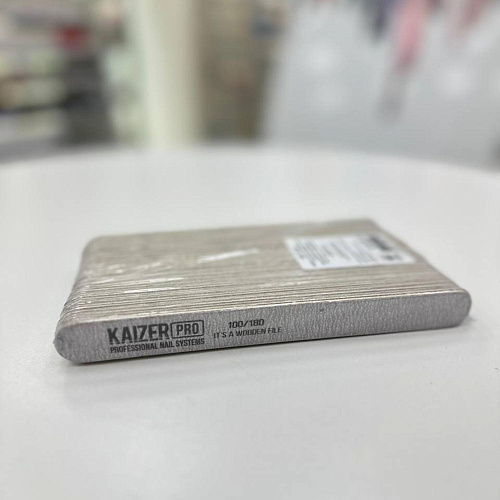 KAIZER PRO
PROFESSIONAL NAIL SYSTEMS
100/180
IT'S A WOODEN FILE